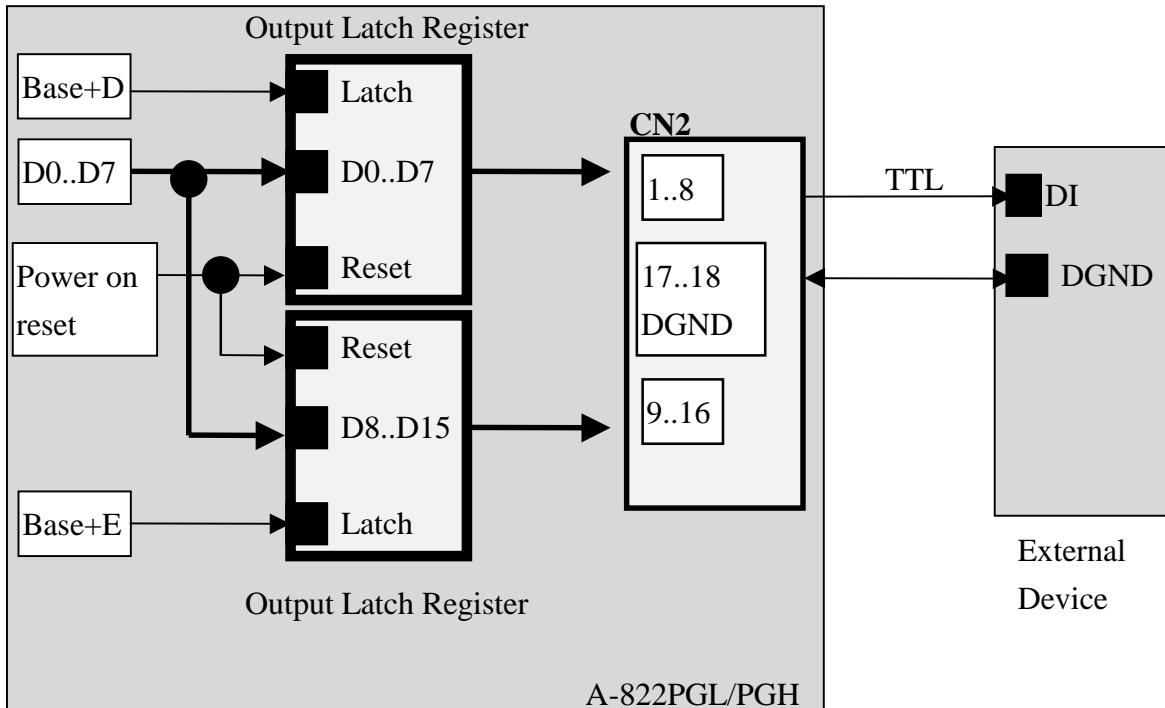 Output Latch Register
Base+D
Latch
CN2
D0..D7
D0..D7
1..8
TTL
DI
Power on
reset
Reset
17..18
DGND
DGND
Reset
D8..D15
9..16
Base+E
Latch
External
Device
Output Latch Register
A-822PGL/PGH